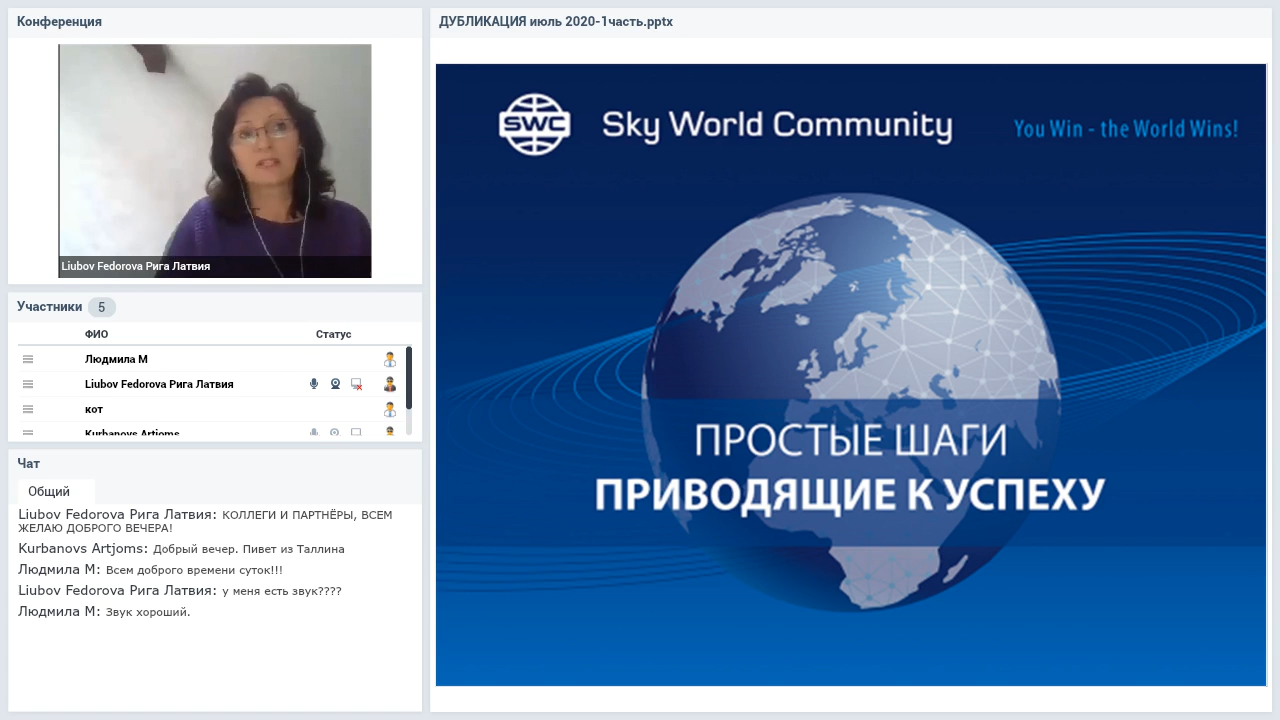 Конференция
Liubov Fedorova Рига Латвия
Участники 5
ФИО Статус
Людмила М
Liubov Fedorova Рига Латвия
кот
Kurbanovs Artjoms
Чат
Общий
Liubov Fedorova Рига Латвия: КОЛЛЕГИ И ПАРТНЁРЫ, ВСЕМ
ЖЕЛАЮ ДОБРОГО ВЕЧЕРА!
Kurbanovs Artjoms: Добрый вечер. Пивет из Таллина
Людмила М: Всем доброго времени суток!!!
Liubov Fedorova Рига Латвия: у меня есть звук????
Людмила М: Звук хороший.
ДУБЛИКАЦИЯ июль 2020-1часть.pptx
SWC Sky World Community
You Win - the World Wins!
ПРОСТЫЕ ШАГИ
ПРИВОДЯЩИЕ К УСПЕХУ